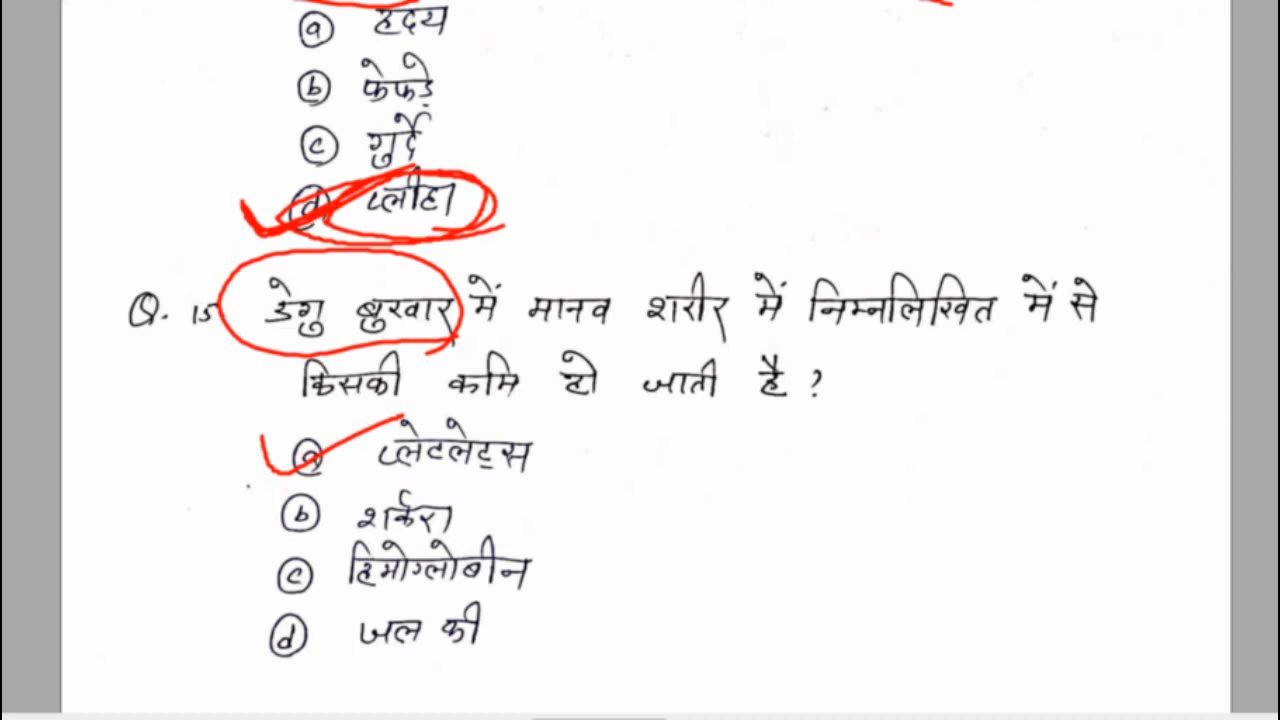 a हृदय
b फेफड़े
c गुर्दे
d प्लीहा
Q. 15 डेगु बुखार में मानव शरीर में निम्नलिखित में से
किसकी कमि हो जाती है ?
a प्लेटलेट्स
b शर्करा
c हिमोग्लोबीन
d जल की